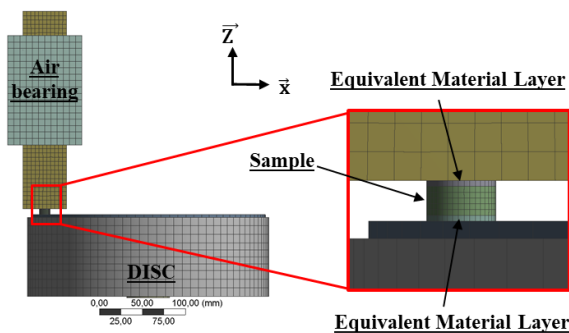 Air
bearing
Z
x
Equivalent Material Layer
Sample
DISC
0,00 50,00 100,00 (mm)
25,00 75,00
Equivalent Material Layer